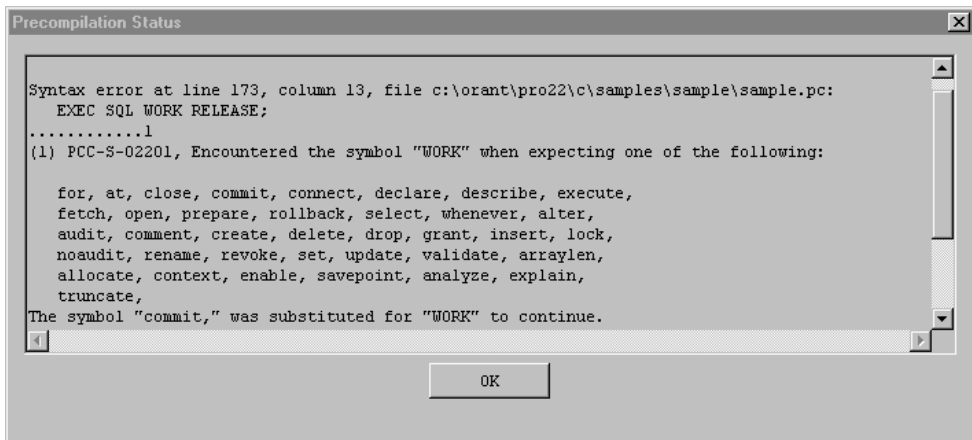 Precompilation Status
Syntax error at line 173, column 13, file c:\orant\pro22\c\samples\sample\sample.pc:
EXEC SQL WORK RELEASE;
............1
(1) PCC-S-02201, Encountered the symbol "WORK" when expecting one of the following:
for, at, close, commit, connect, declare, describe, execute,
fetch, open, prepare, rollback, select, whenever, alter,
audit, comment, create, delete, drop, grant, insert, lock,
noaudit, rename, revoke, set, update, validate, arraylen,
allocate, context, enable, savepoint, analyze, explain,
truncate,
The symbol "commit," was substituted for "WORK" to continue.
OK